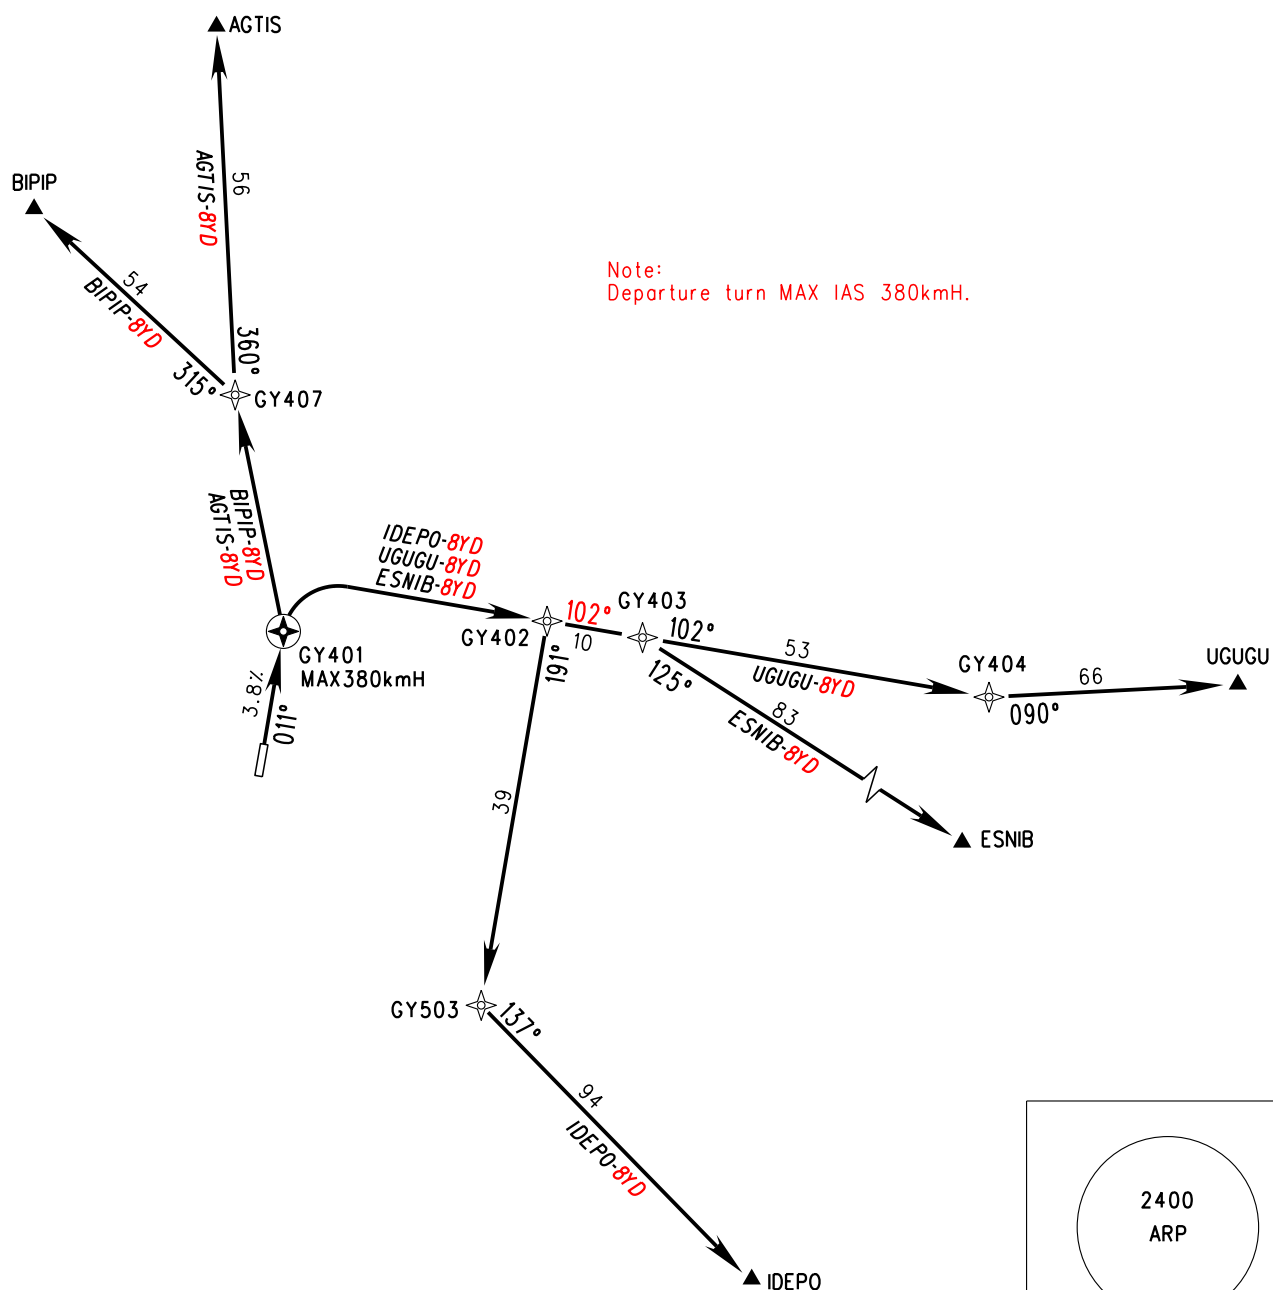 AGTIS
BIPIP
AGTIS-8YD
56
54
BIPIP-8YD
Note:
Departure turn MAX IAS 380kmH.
360°
315°
GY407
BIPIP-8YD
AGTIS-8YD
IDEPO-8YD
UGUGU-8YD
ESNIB-8YD
GY402
102°
10
GY403
102°
125°
191°
53
UGUGU-8YD
83
ESNIB-8YD
GY404
090°
66
UGUGU
GY401
MAX380kmH
3.8%
011°
ESNIB
39
GY503
137°
94
IDEPO-8YD
IDEPO
2400
ARP